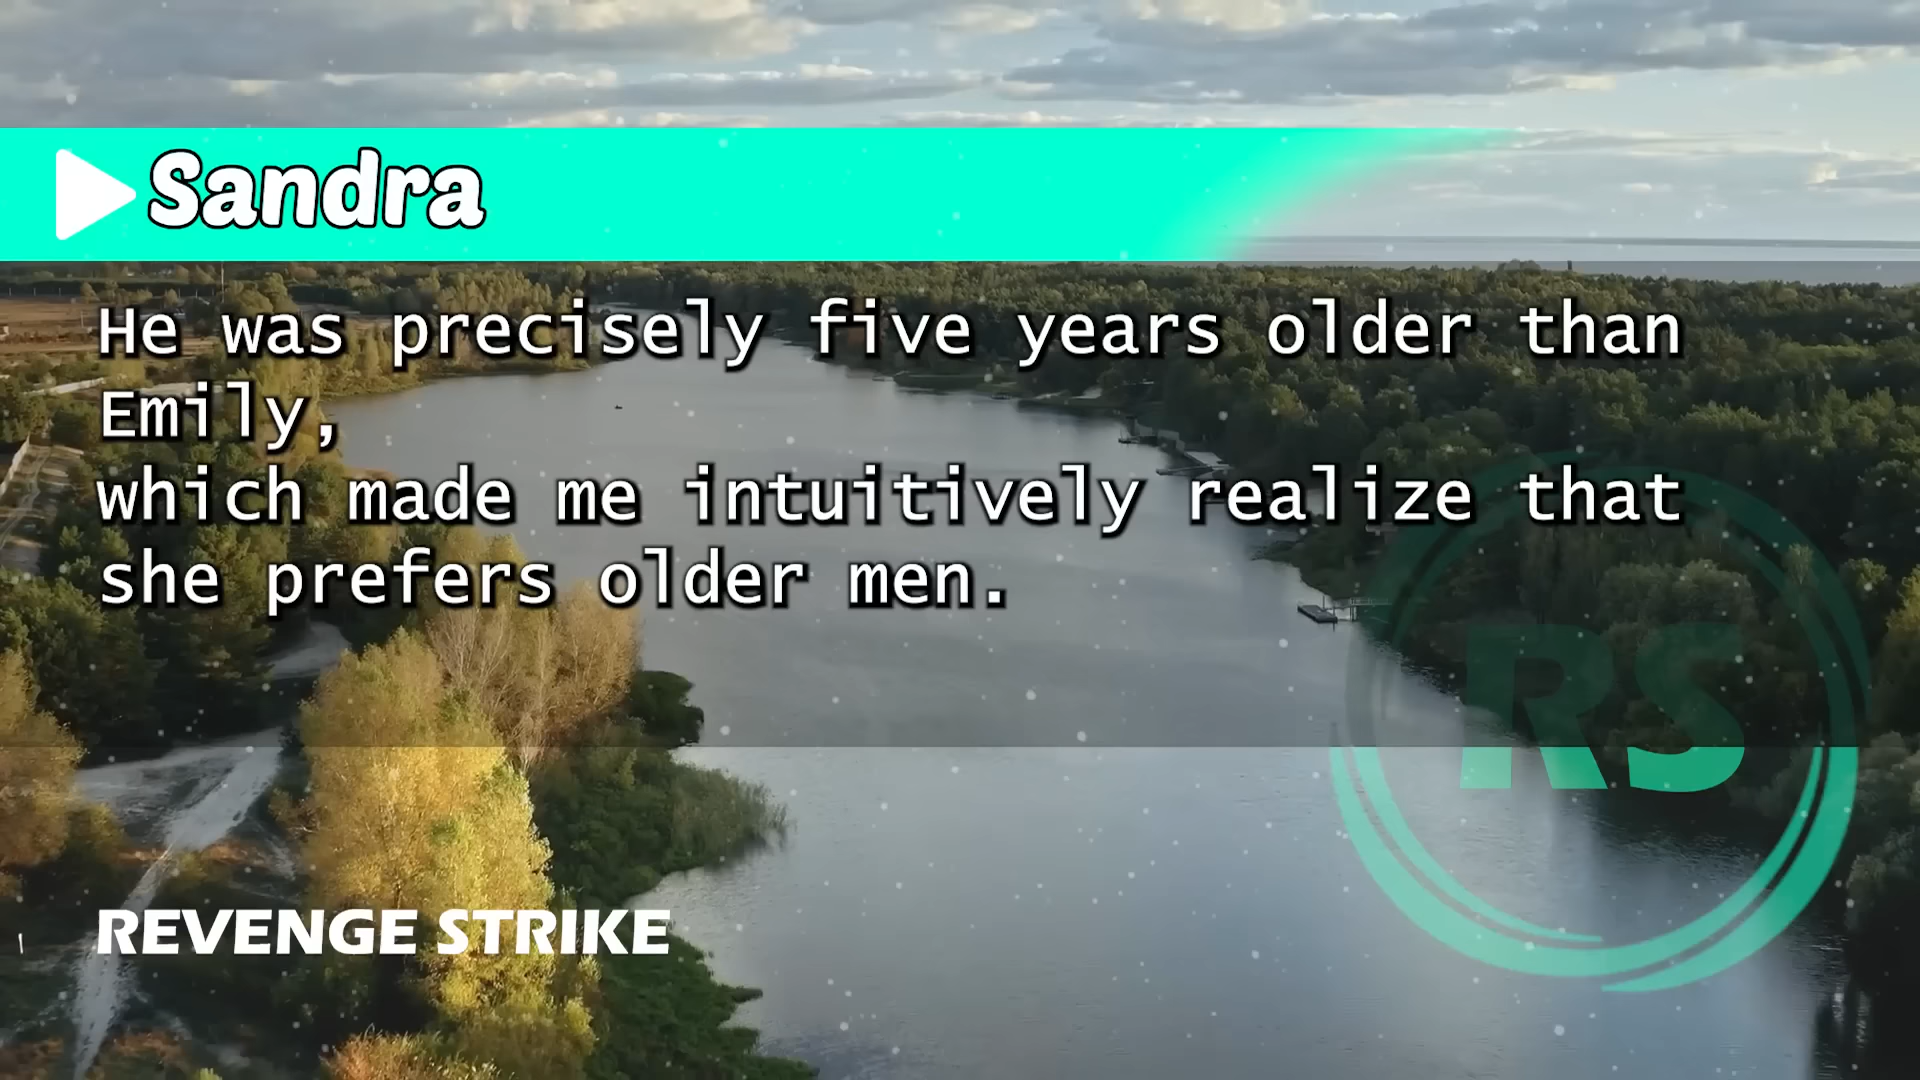 Sandra
He was precisely five years older than
Emily,
which made me intuitively realize that
she prefers older men.
RS
REVENGE STRIKE